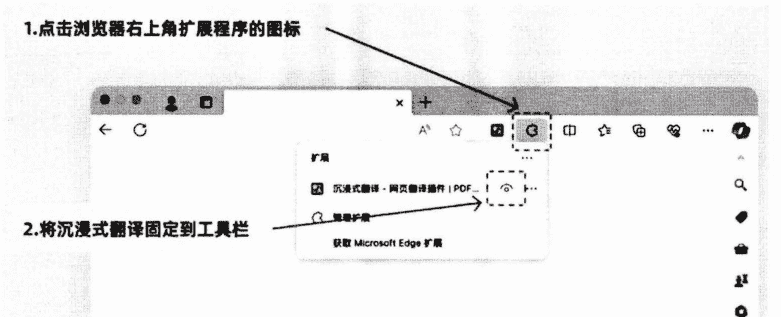 1.点击浏览器右上角扩展程序的图标
扩展
沉浸式翻译 - 网页翻译插件 | PDF...
管理扩展
2.将沉浸式翻译固定到工具栏
获取 Microsoft Edge 扩展